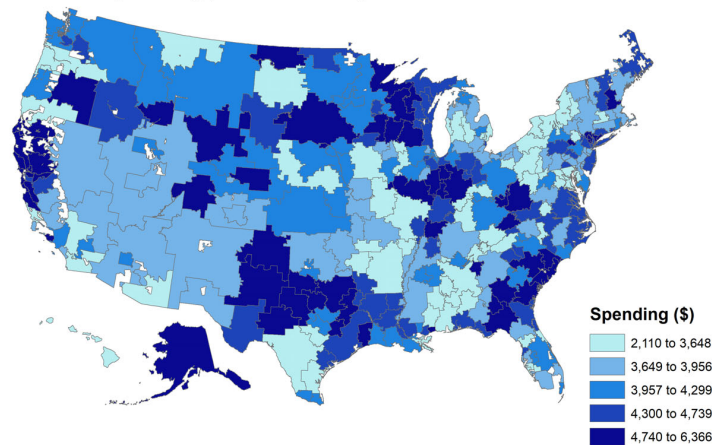 Spending ($)
2,110 to 3,648
3,649 to 3,956
3,957 to 4,299
4,300 to 4,739
4,740 to 6,366